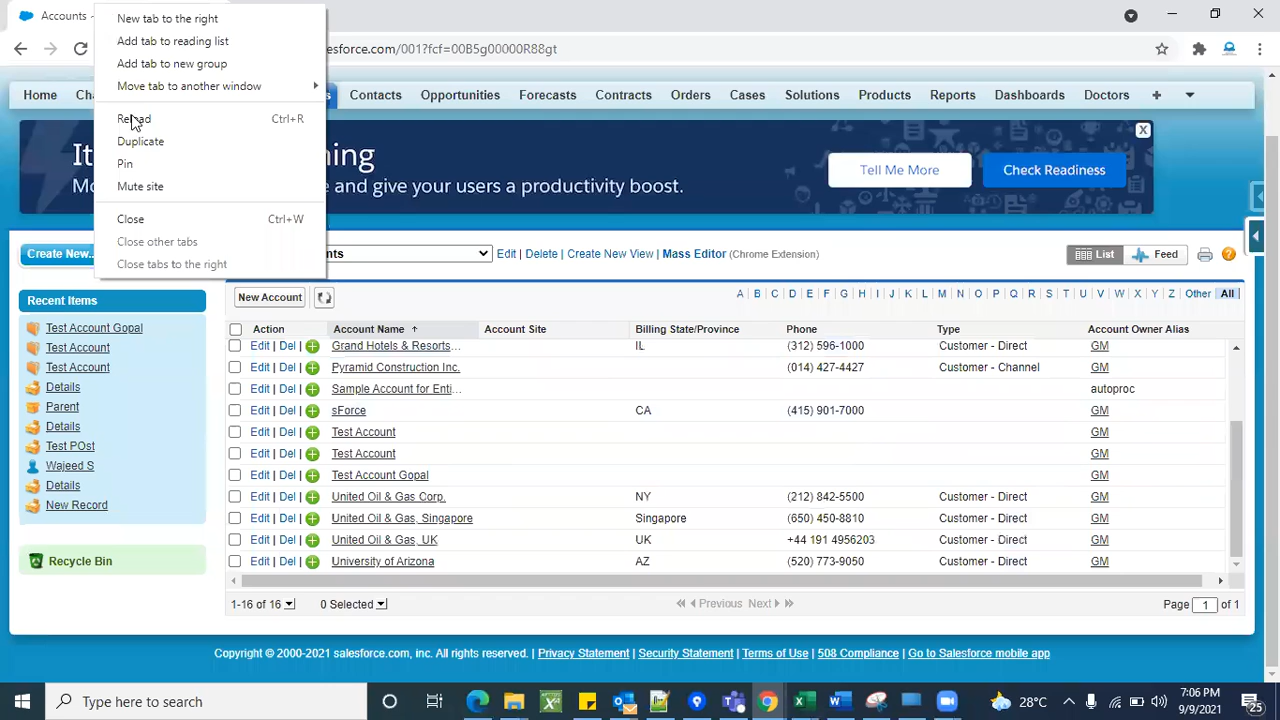 Accounts ~
New tab to the right
Add tab to reading list
Add tab to new group
Move tab to another window
Reload Ctrl+R
Duplicate
Pin
Mute site
Close Ctrl+W
Close other tabs
Close tabs to the right
esforce.com/001?fcf=00B5g00000R88gt
Home Ch s Contacts Opportunities Forecasts Contracts Orders Cases Solutions Products Reports Dashboards Doctors +
It ning
Mo e and give your users a productivity boost.
Tell Me More Check Readiness X
Create New... nts Edit | Delete | Create New View | Mass Editor (Chrome Extension) List Feed
Recent Items
Test Account Gopal
Test Account
Test Account
Details
Parent
Details
Test POst
Wajeed S
Details
New Record
Recycle Bin
New Account A B C D E F G H I J K L M N O P Q R S T U V W X Y Z Other All
Action Account Name Account Site Billing State/Province Phone Type Account Owner Alias
Edit | Del | Grand Hotels & Resorts... IL (312) 596-1000 Customer - Direct GM
Edit | Del | Pyramid Construction Inc. (014) 427-4427 Customer - Channel GM
Edit | Del | Sample Account for Enti... autoproc
Edit | Del | sForce CA (415) 901-7000 GM
Edit | Del | Test Account GM
Edit | Del | Test Account GM
Edit | Del | Test Account Gopal GM
Edit | Del | United Oil & Gas Corp. NY (212) 842-5500 Customer - Direct GM
Edit | Del | United Oil & Gas, Singapore Singapore (650) 450-8810 Customer - Direct GM
Edit | Del | United Oil & Gas, UK UK +44 191 4956203 Customer - Direct GM
Edit | Del | University of Arizona AZ (520) 773-9050 Customer - Direct GM
1-16 of 16 0 Selected Previous Next Page 1 of 1
Copyright © 2000-2021 salesforce.com, inc. All rights reserved. | Privacy Statement | Security Statement | Terms of Use | 508 Compliance | Go to Salesforce mobile app
Type here to search 28°C 7:06 PM
9/9/2021 25